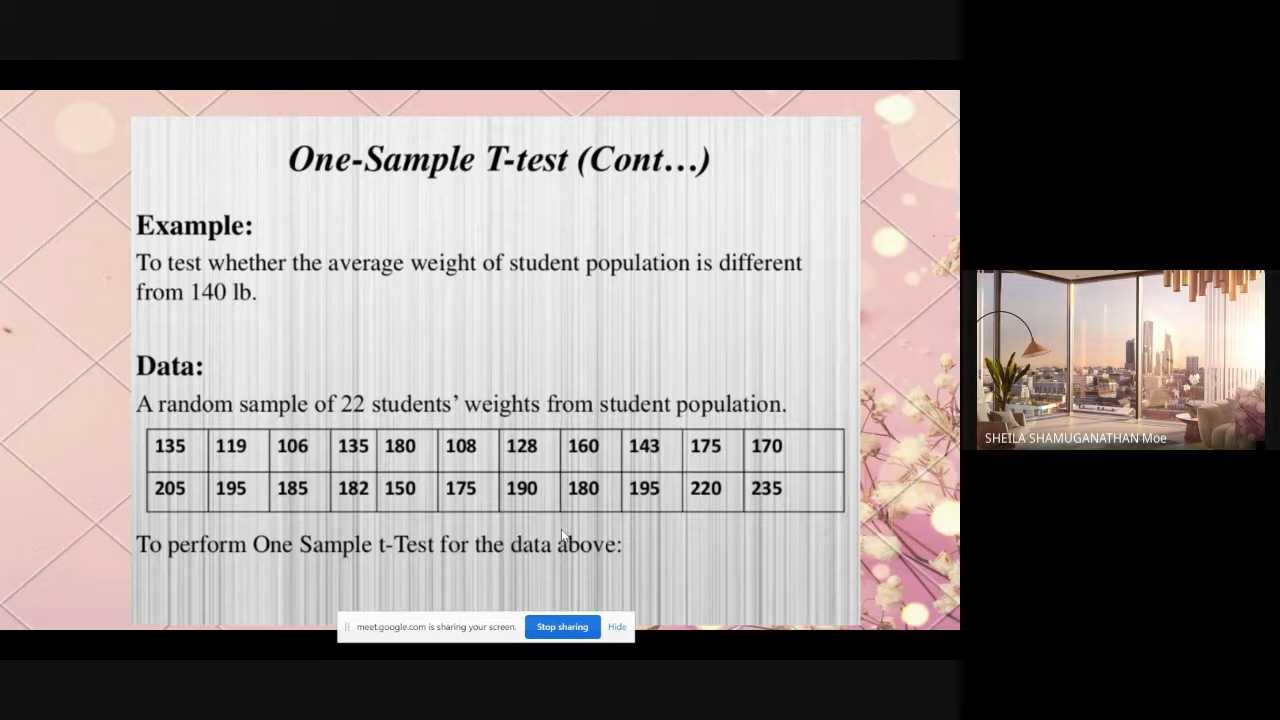 One-Sample T-test (Cont…)
Example:
To test whether the average weight of student population is different
from 140 lb.
Data:
A random sample of 22 students’ weights from student population.
135 119 106 135 180 108 128 160 143 175 170
205 195 185 182 150 175 190 180 195 220 235
To perform One Sample t-Test for the data above:
meet.google.com is sharing your screen. Stop sharing Hide
SHEILA SHAMUGANATHAN Moe